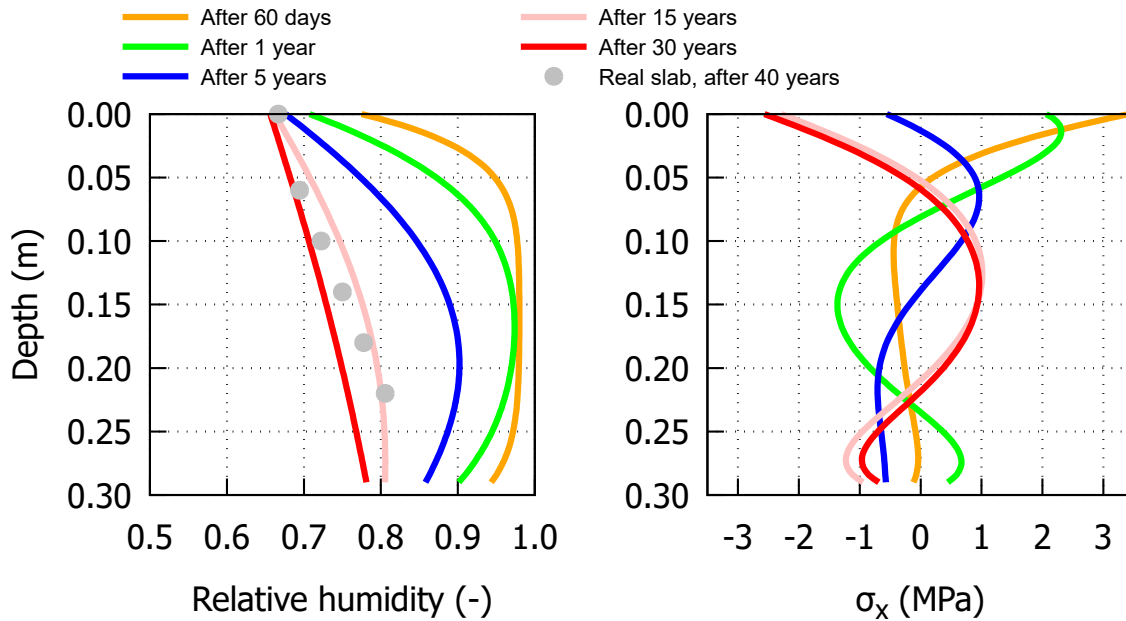 After 60 days
After 1 year
After 5 years
After 15 years
After 30 years
Real slab, after 40 years
Depth (m)
0.00
0.05
0.10
0.15
0.20
0.25
0.30
0.5 0.6 0.7 0.8 0.9 1.0
Relative humidity (-)
0.00
0.05
0.10
0.15
0.20
0.25
0.30
-3 -2 -1 0 1 2 3
σx (MPa)